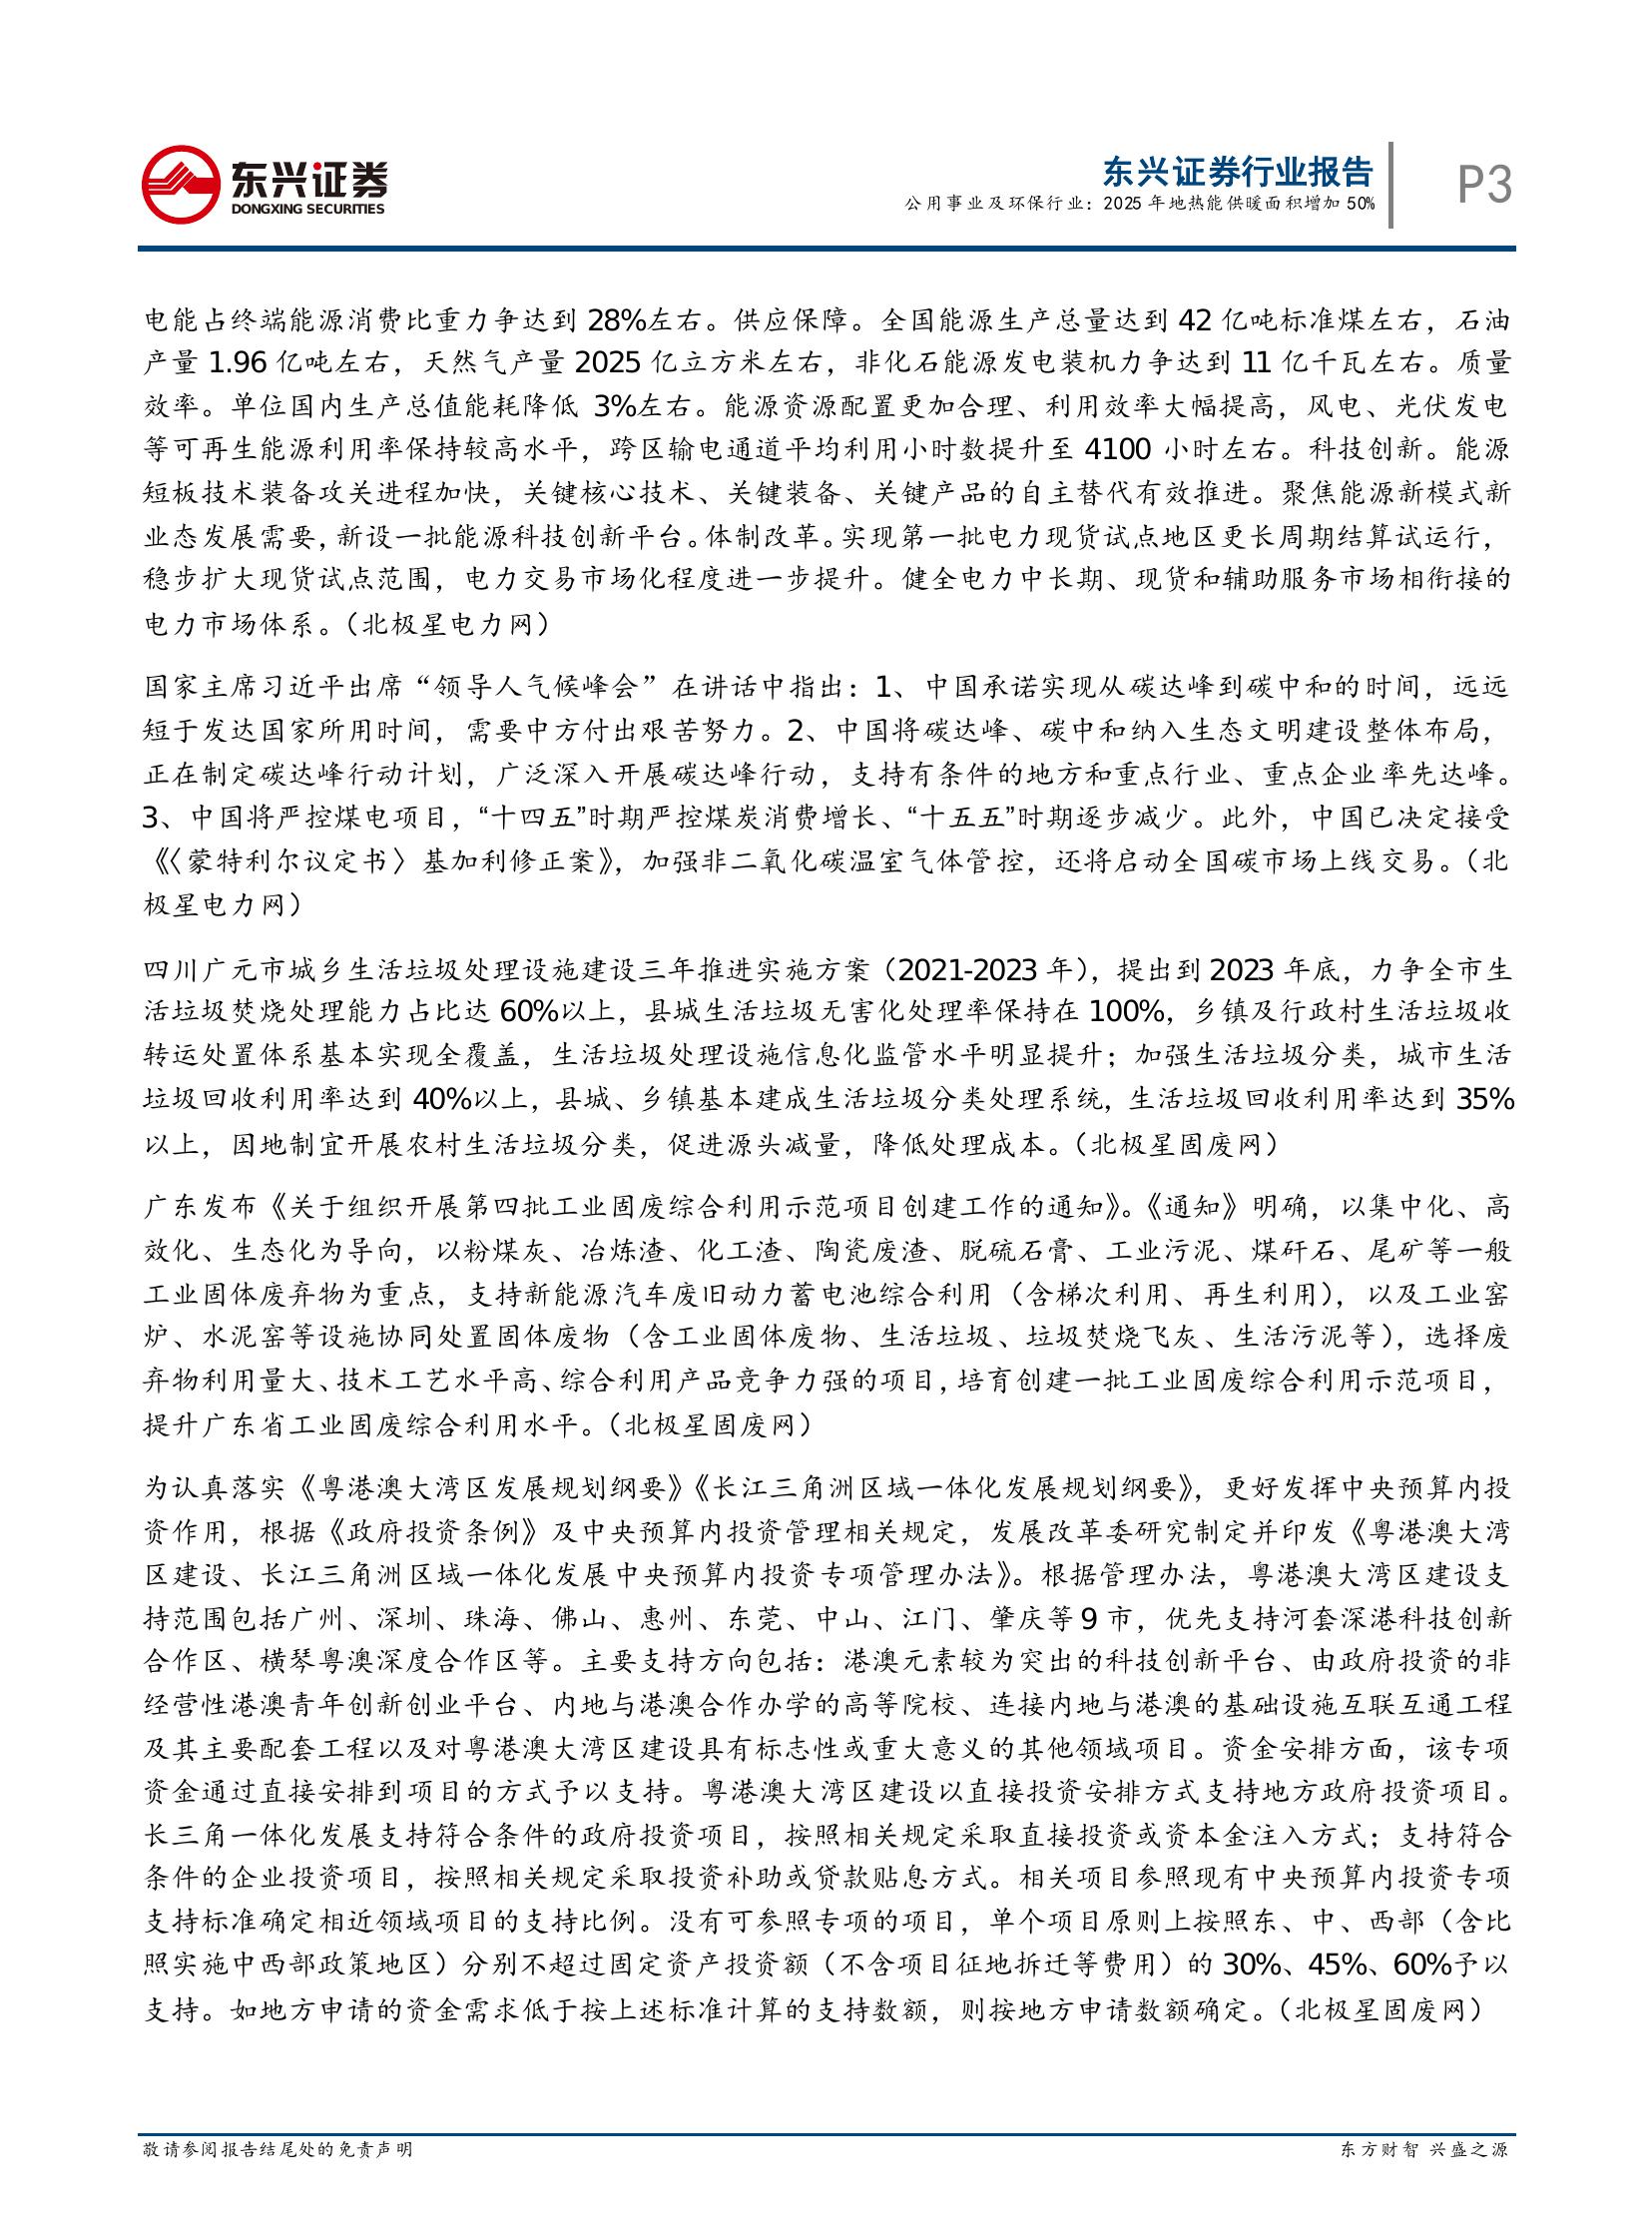 东兴证券
DONGXING SECURITIES
东兴证券行业报告
公用事业及环保行业：2025 年地热能供暖面积增加 50%
P3
电能占终端能源消费比重力争达到 28%左右。供应保障。全国能源生产总量达到 42 亿吨标准煤左右，石油
产量 1.96 亿吨左右，天然气产量 2025 亿立方米左右，非化石能源发电装机力争达到 11 亿千瓦左右。质量
效率。单位国内生产总值能耗降低 3%左右。能源资源配置更加合理、利用效率大幅提高，风电、光伏发电
等可再生能源利用率保持较高水平，跨区输电通道平均利用小时数提升至 4100 小时左右。科技创新。能源
短板技术装备攻关进程加快，关键核心技术、关键装备、关键产品的自主替代有效推进。聚焦能源新模式新
业态发展需要，新设一批能源科技创新平台。体制改革。实现第一批电力现货试点地区更长周期结算试运行，
稳步扩大现货试点范围，电力交易市场化程度进一步提升。健全电力中长期、现货和辅助服务市场相衔接的
电力市场体系。（北极星电力网）
国家主席习近平出席“领导人气候峰会”在讲话中指出：1、中国承诺实现从碳达峰到碳中和的时间，远远
短于发达国家所用时间，需要中方付出艰苦努力。2、中国将碳达峰、碳中和纳入生态文明建设整体布局，
正在制定碳达峰行动计划，广泛深入开展碳达峰行动，支持有条件的地方和重点行业、重点企业率先达峰。
3、中国将严控煤电项目，“十四五”时期严控煤炭消费增长、“十五五”时期逐步减少。此外，中国已决定接受
《〈蒙特利尔议定书〉基加利修正案》，加强非二氧化碳温室气体管控，还将启动全国碳市场上线交易。（北
极星电力网）
四川广元市城乡生活垃圾处理设施建设三年推进实施方案（2021-2023 年），提出到 2023 年底，力争全市生
活垃圾焚烧处理能力占比达 60%以上，县城生活垃圾无害化处理率保持在 100%，乡镇及行政村生活垃圾收
转运处置体系基本实现全覆盖，生活垃圾处理设施信息化监管水平明显提升；加强生活垃圾分类，城市生活
垃圾回收利用率达到 40%以上，县城、乡镇基本建成生活垃圾分类处理系统，生活垃圾回收利用率达到 35%
以上，因地制宜开展农村生活垃圾分类，促进源头减量，降低处理成本。（北极星固废网）
广东发布《关于组织开展第四批工业固废综合利用示范项目创建工作的通知》。《通知》明确，以集中化、高
效化、生态化为导向，以粉煤灰、冶炼渣、化工渣、陶瓷废渣、脱硫石膏、工业污泥、煤矸石、尾矿等一般
工业固体废弃物为重点，支持新能源汽车废旧动力蓄电池综合利用（含梯次利用、再生利用），以及工业窑
炉、水泥窑等设施协同处置固体废物（含工业固体废物、生活垃圾、垃圾焚烧飞灰、生活污泥等），选择废
弃物利用量大、技术工艺水平高、综合利用产品竞争力强的项目，培育创建一批工业固废综合利用示范项目，
提升广东省工业固废综合利用水平。（北极星固废网）
为认真落实《粤港澳大湾区发展规划纲要》《长江三角洲区域一体化发展规划纲要》，更好发挥中央预算内投
资作用，根据《政府投资条例》及中央预算内投资管理相关规定，发展改革委研究制定并印发《粤港澳大湾
区建设、长江三角洲区域一体化发展中央预算内投资专项管理办法》。根据管理办法，粤港澳大湾区建设支
持范围包括广州、深圳、珠海、佛山、惠州、东莞、中山、江门、肇庆等 9 市，优先支持河套深港科技创新
合作区、横琴粤澳深度合作区等。主要支持方向包括：港澳元素较为突出的科技创新平台、由政府投资的非
经营性港澳青年创新创业平台、内地与港澳合作办学的高等院校、连接内地与港澳的基础设施互联互通工程
及其主要配套工程以及对粤港澳大湾区建设具有标志性或重大意义的其他领域项目。资金安排方面，该专项
资金通过直接安排到项目的方式予以支持。粤港澳大湾区建设以直接投资安排方式支持地方政府投资项目。
长三角一体化发展支持符合条件的政府投资项目，按照相关规定采取直接投资或资本金注入方式；支持符合
条件的企业投资项目，按照相关规定采取投资补助或贷款贴息方式。相关项目参照现有中央预算内投资专项
支持标准确定相近领域项目的支持比例。没有可参照专项的项目，单个项目原则上按照东、中、西部（含比
照实施中西部政策地区）分别不超过固定资产投资额（不含项目征地拆迁等费用）的 30%、45%、60%予以
支持。如地方申请的资金需求低于按上述标准计算的支持数额，则按地方申请数额确定。（北极星固废网）
敬请参阅报告结尾处的免责声明
东方财智 兴盛之源